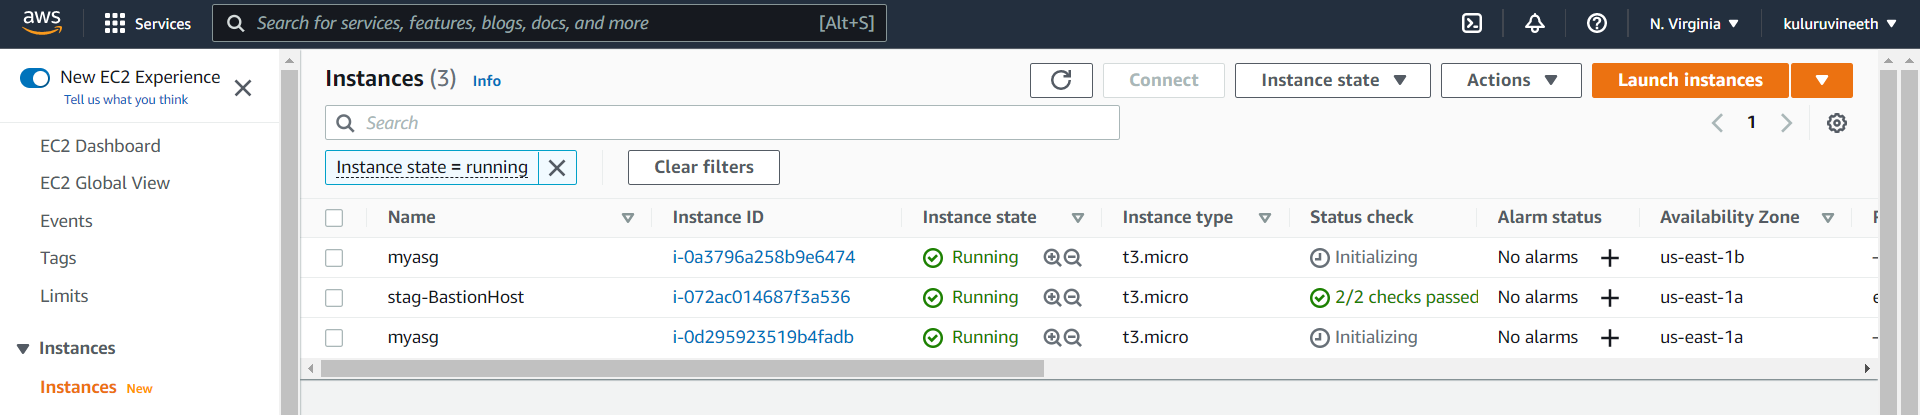 aws Services Search for services, features, blogs, docs, and more [Alt+S] N. Virginia kuluruvineeth
New EC2 Experience
Tell us what you think
EC2 Dashboard
EC2 Global View
Events
Tags
Limits
Instances
Instances New
Instances (3) Info Connect Instance state Actions Launch instances
Search 1
Instance state = running Clear filters
Name Instance ID Instance state Instance type Status check Alarm status Availability Zone
myasg i-0a3796a258b9e6474 Running t3.micro Initializing No alarms + us-east-1b –
stag-BastionHost i-072ac014687f3a536 Running t3.micro 2/2 checks passed No alarms + us-east-1a
myasg i-0d295923519b4fadb Running t3.micro Initializing No alarms + us-east-1a –